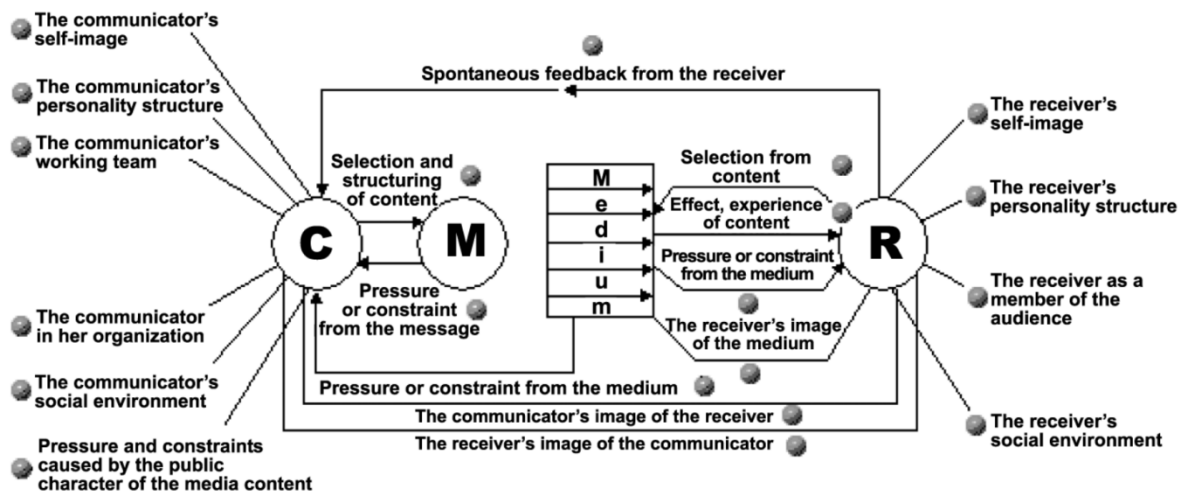 The communicator's
self-image
The communicator's
personality structure
The communicator's
working team
The communicator
in her organization
The communicator's
social environment
Pressure and constraints
caused by the public
character of the media content
Spontaneous feedback from the receiver
Selection and
structuring
of content
C
M
Pressure
or constraint
from the message
M
e
d
i
u
m
Selection from
content
Effect, experience
of content
Pressure or constraint
from the medium
The receiver's image
of the medium
R
Pressure or constraint from the medium
The communicator's image of the receiver
The receiver's image of the communicator
The receiver's
self-image
The receiver's
personality structure
The receiver as a
member of the
audience
The receiver's
social environment